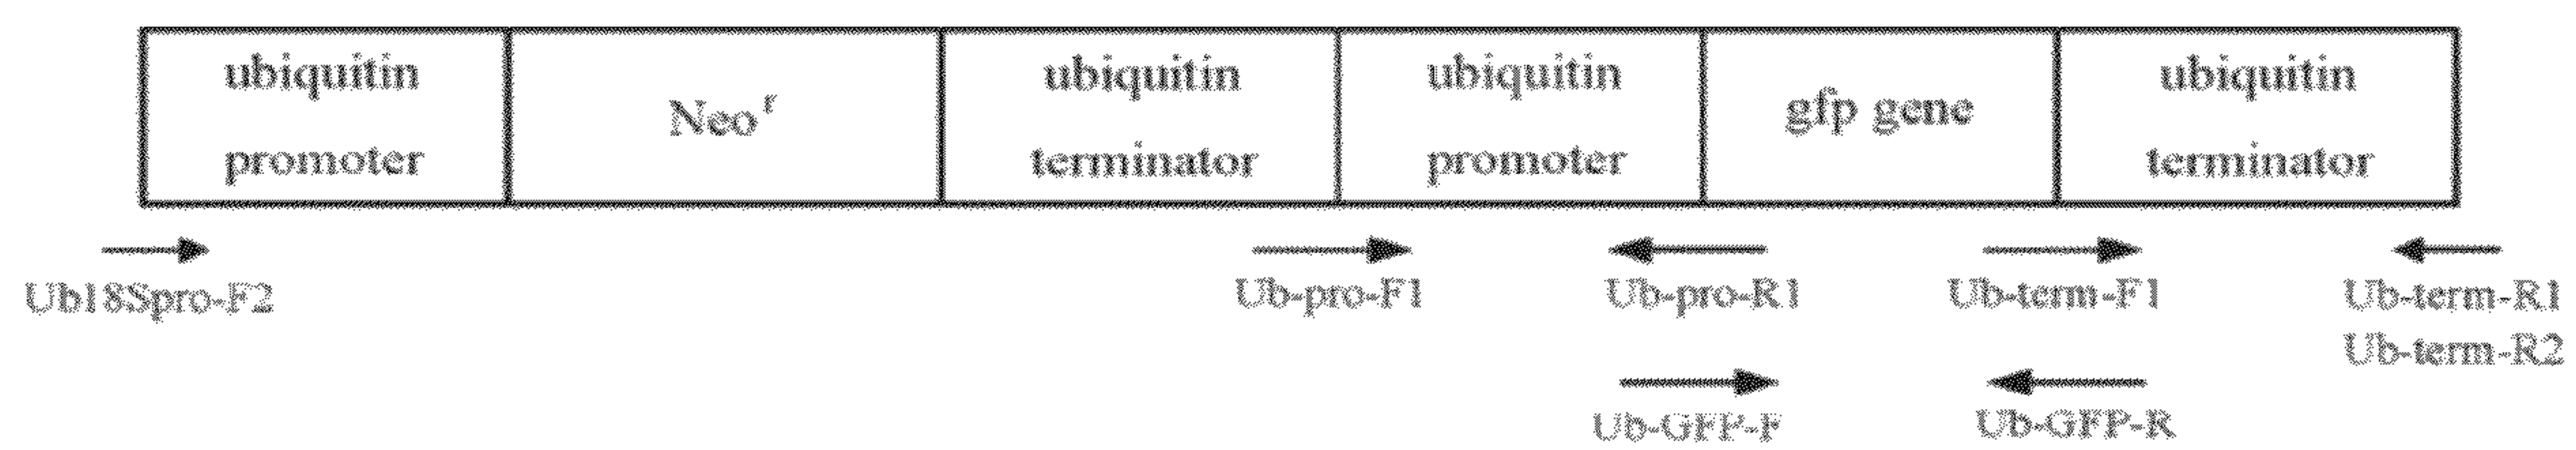 ubiquitin
promoter
Neoʳ
ubiquitin
terminator
ubiquitin
promoter
gfp gene
ubiquitin
terminator
Ub18Spro-F2
Ub-pro-F1
Ub-pro-R1
Ub-term-F1
Ub-term-R1
Ub-term-R2
Ub-GFP-F
Ub-GFP-R